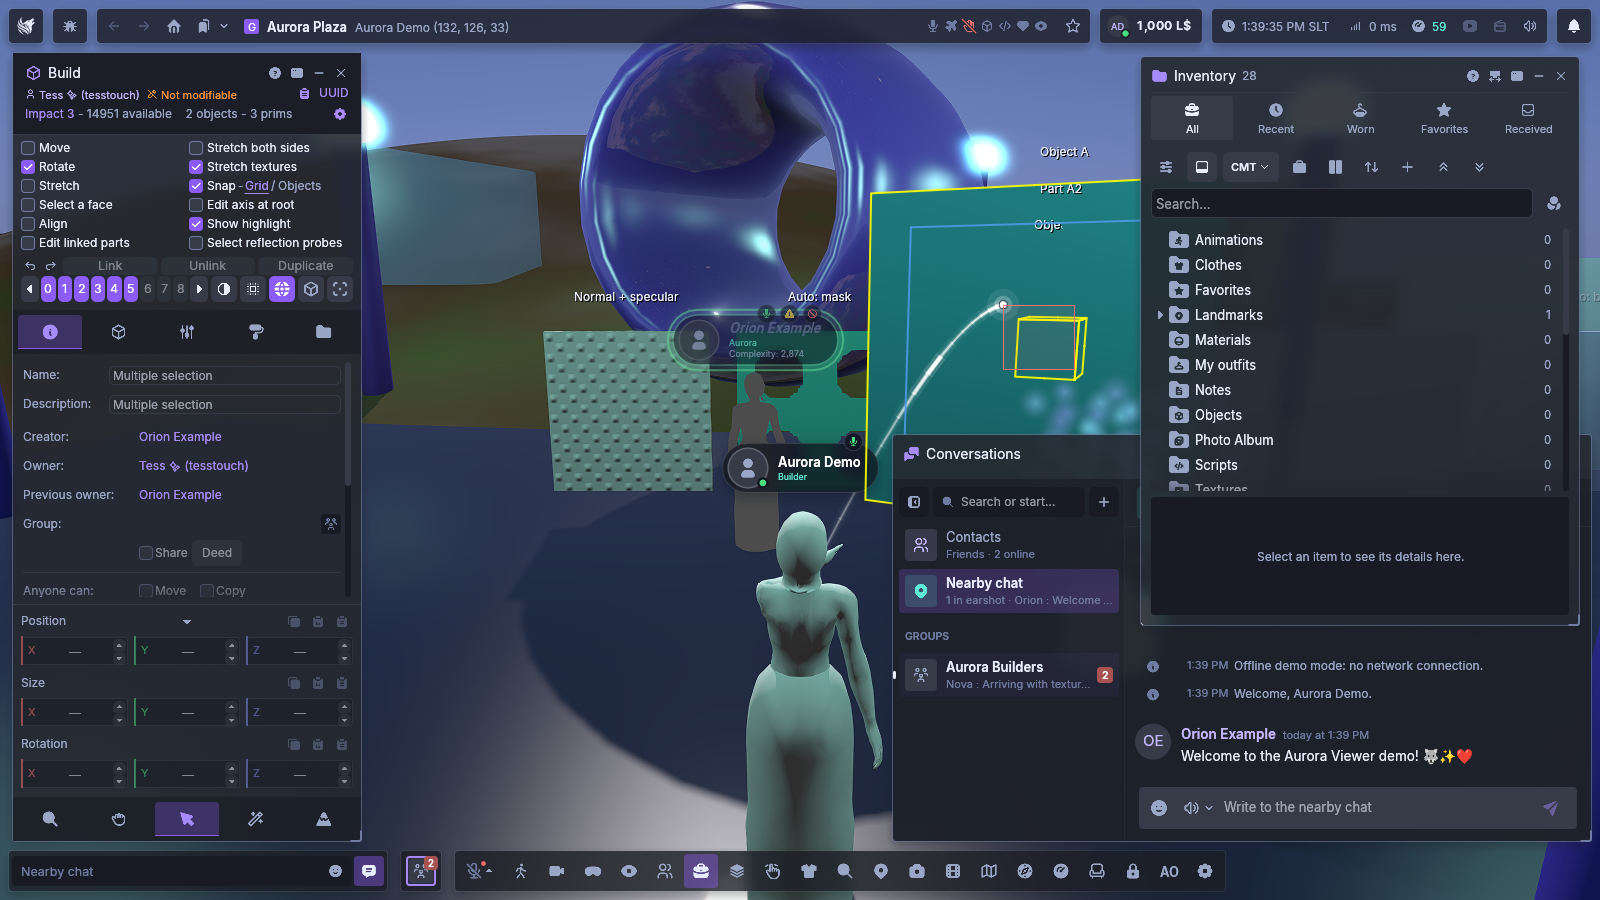 Aurora Plaza
Aurora Demo (132, 126, 33)
AD
1,000 L$
1:39:35 PM SLT
0 ms
59
Build
Tess (tesstouch)
Not modifiable
UUID
Impact 3 - 14951 available
2 objects - 3 prims
Move
Stretch both sides
Rotate
Stretch textures
Stretch
Snap - Grid / Objects
Select a face
Edit axis at root
Align
Show highlight
Edit linked parts
Select reflection probes
Link
Unlink
Duplicate
0 1 2 3 4 5 6 7 8
Name:
Multiple selection
Description:
Multiple selection
Creator:
Orion Example
Owner:
Tess (tesstouch)
Previous owner:
Orion Example
Group:
Share
Deed
Anyone can:
Move
Copy
Position
X —
Y —
Z —
Size
X —
Y —
Z —
Rotation
X —
Y —
Z —
Object A
Part A2
Obje
Normal + specular
Auto: mask
Orion Example
Aurora
Complexity: 2,874
Aurora Demo
Builder
Inventory 28
All
Recent
Worn
Favorites
Received
CMT
Search...
Animations 0
Clothes 0
Favorites 0
Landmarks 1
Materials 0
My outfits 0
Notes 0
Objects 0
Photo Album 0
Scripts 0
Textures 0
Select an item to see its details here.
Conversations
Search or start...
Contacts
Friends · 2 online
Nearby chat
1 in earshot · Orion : Welcome ...
GROUPS
Aurora Builders
Nova : Arriving with textur...
2
1:39 PM Offline demo mode: no network connection.
1:39 PM Welcome, Aurora Demo.
OE
Orion Example today at 1:39 PM
Welcome to the Aurora Viewer demo! 🐺✨❤️
Write to the nearby chat
Nearby chat
2
AO